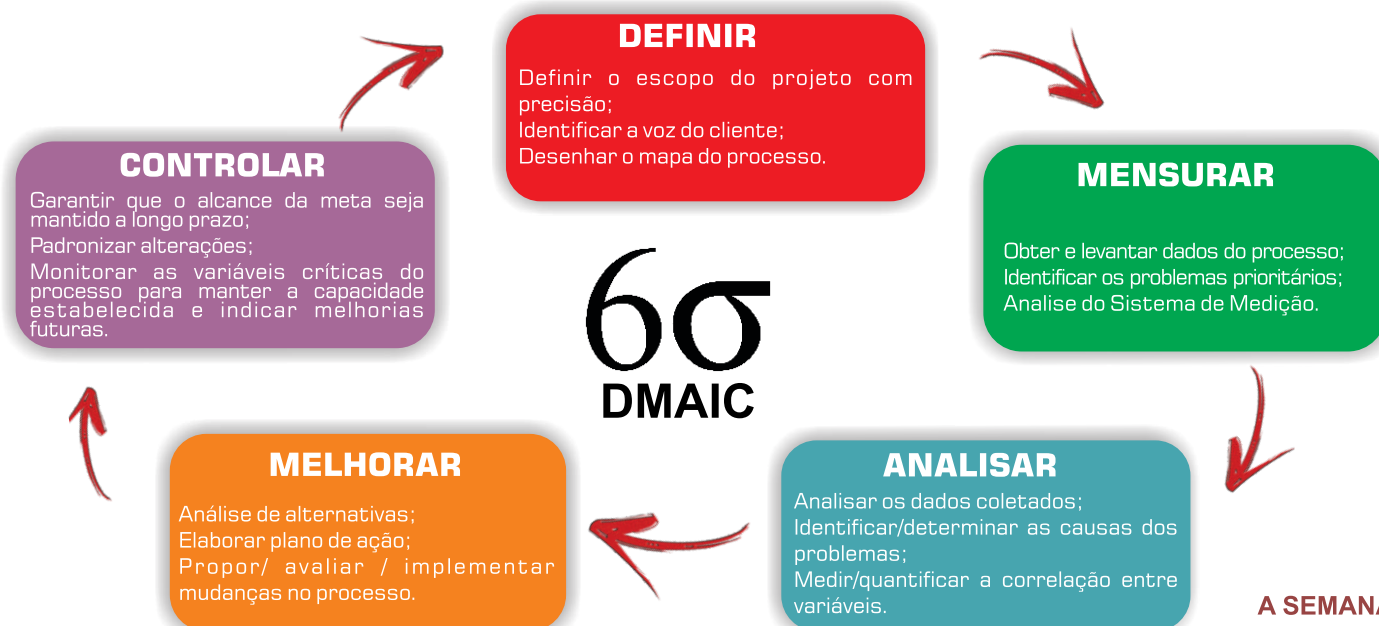 DEFINIR
Definir o escopo do projeto com
precisão;
Identificar a voz do cliente;
Desenhar o mapa do processo.
MENSURAR
Obter e levantar dados do processo;
Identificar os problemas prioritários;
Analise do Sistema de Medição.
ANALISAR
Analisar os dados coletados;
Identificar/determinar as causas dos
problemas;
Medir/quantificar a correlação entre
variáveis.
MELHORAR
Análise de alternativas;
Elaborar plano de ação;
Propor/ avaliar / implementar
mudanças no processo.
CONTROLAR
Garantir que o alcance da meta seja
mantido a longo prazo;
Padronizar alterações;
Monitorar as variáveis críticas do
processo para manter a capacidade
estabelecida e indicar melhorias
futuras.
6σ
DMAIC
A SEMANA